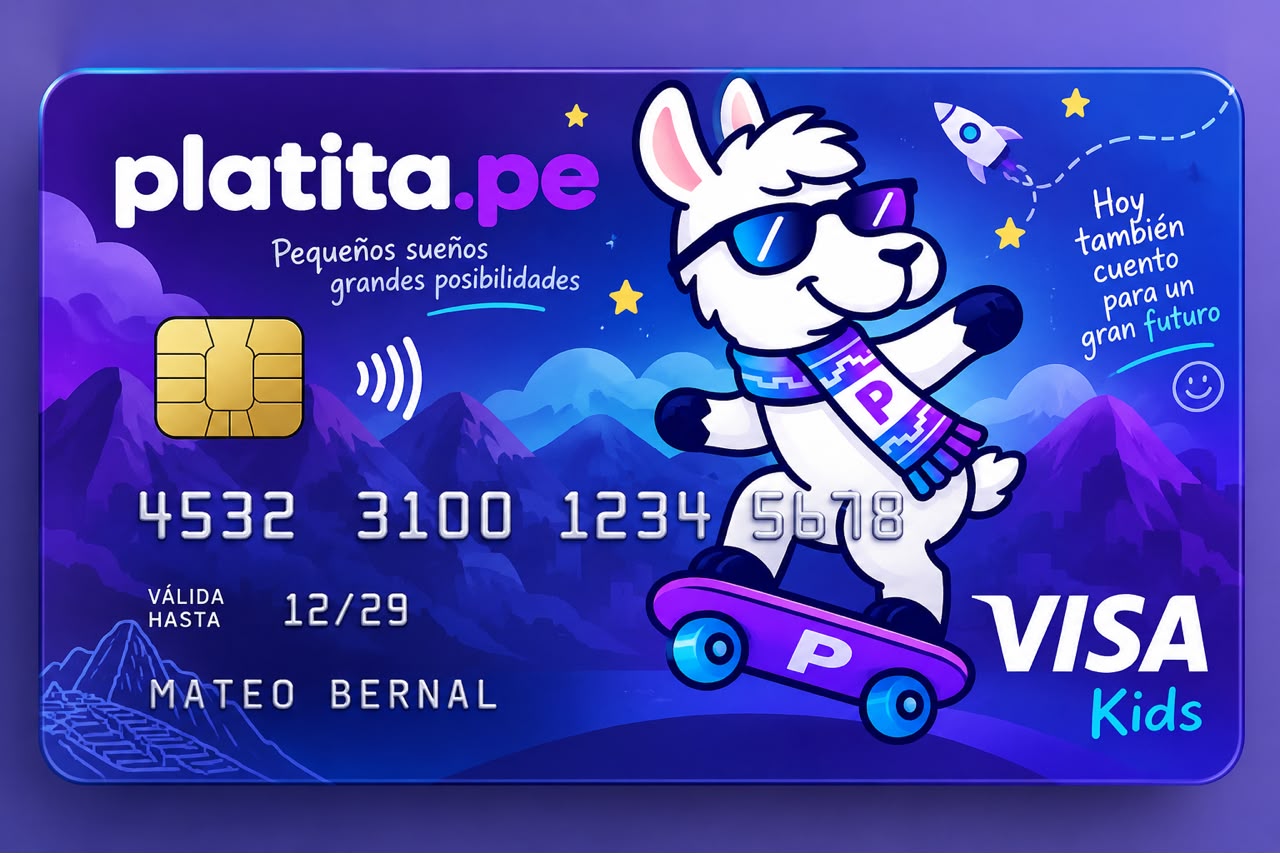 platita.pe
Pequeños sueños
grandes posibilidades
Hoy
también
cuento
para un
gran futuro
P
4532 3100 1234 5678
VÁLIDA
HASTA
12/29
MATEO BERNAL
P
VISA
Kids